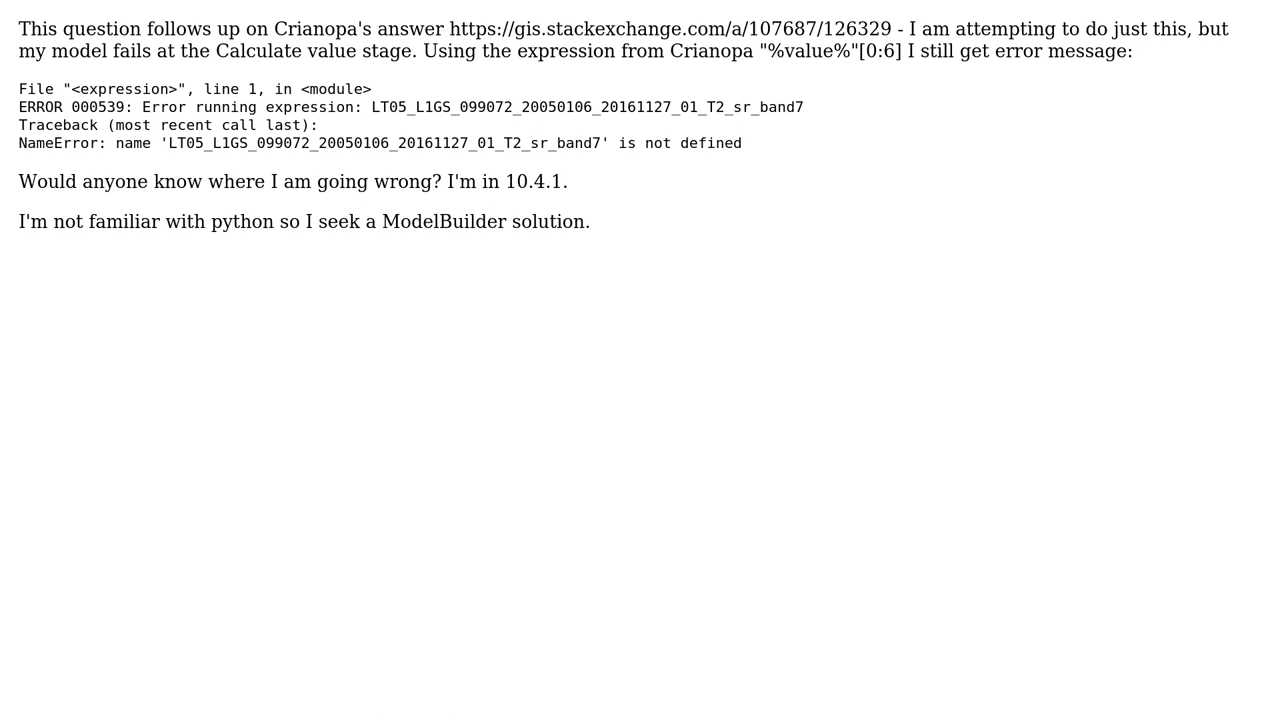 This question follows up on Crianopa's answer https://gis.stackexchange.com/a/107687/126329 - I am attempting to do just this, but
my model fails at the Calculate value stage. Using the expression from Crianopa "%value%"[0:6] I still get error message:
File "<expression>", line 1, in <module>
ERROR 000539: Error running expression: LT05_L1GS_099072_20050106_20161127_01_T2_sr_band7
Traceback (most recent call last):
NameError: name 'LT05_L1GS_099072_20050106_20161127_01_T2_sr_band7' is not defined
Would anyone know where I am going wrong? I'm in 10.4.1.
I'm not familiar with python so I seek a ModelBuilder solution.